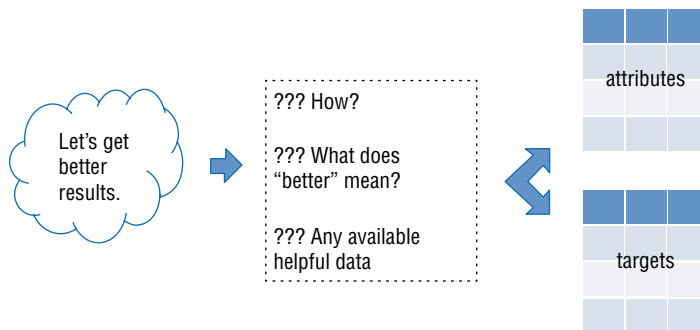 Let’s get
better
results.
??? How?
??? What does
“better” mean?
??? Any available
helpful data
attributes
targets